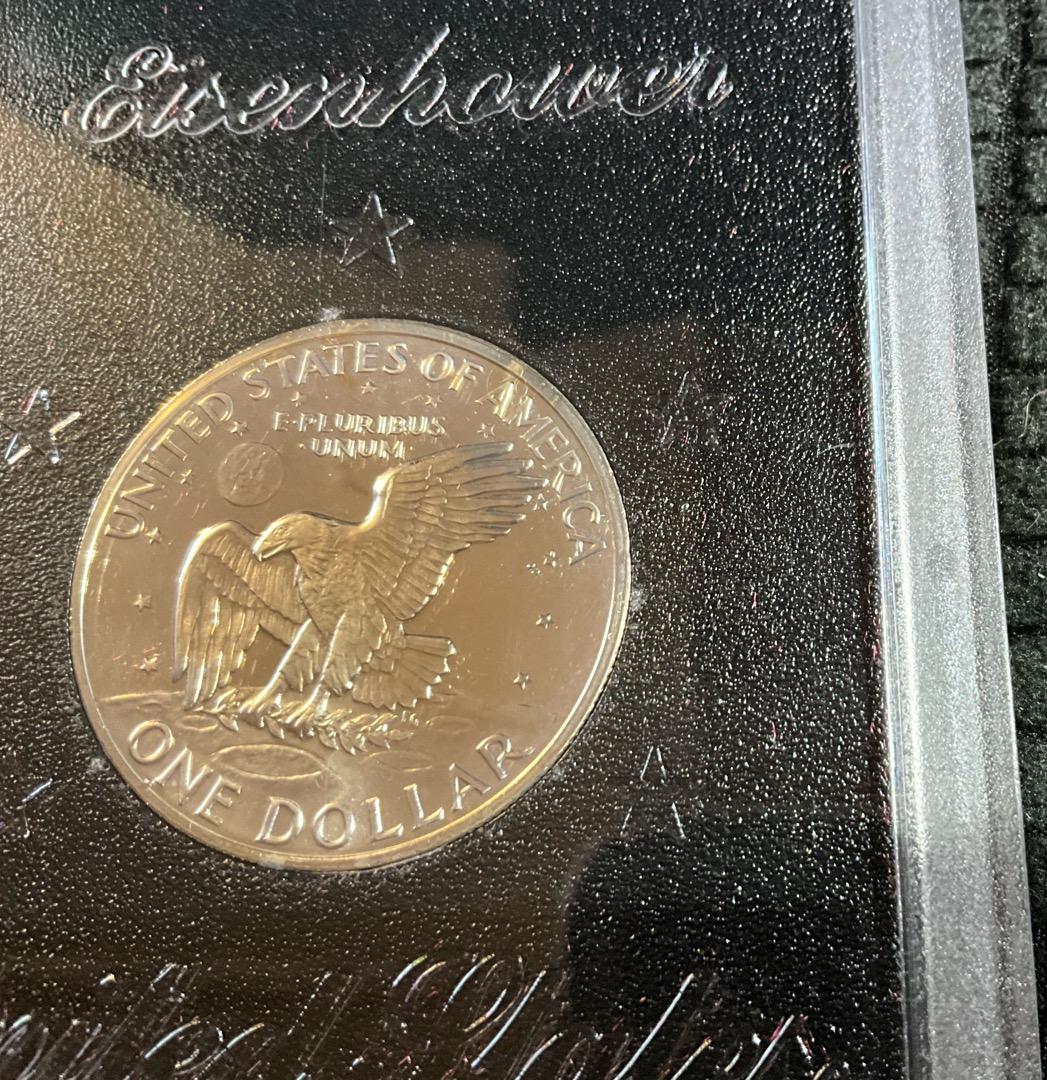 Eisenhower
UNITED STATES OF AMERICA
E·PLURIBUS
·UNUM·
ONE DOLLAR